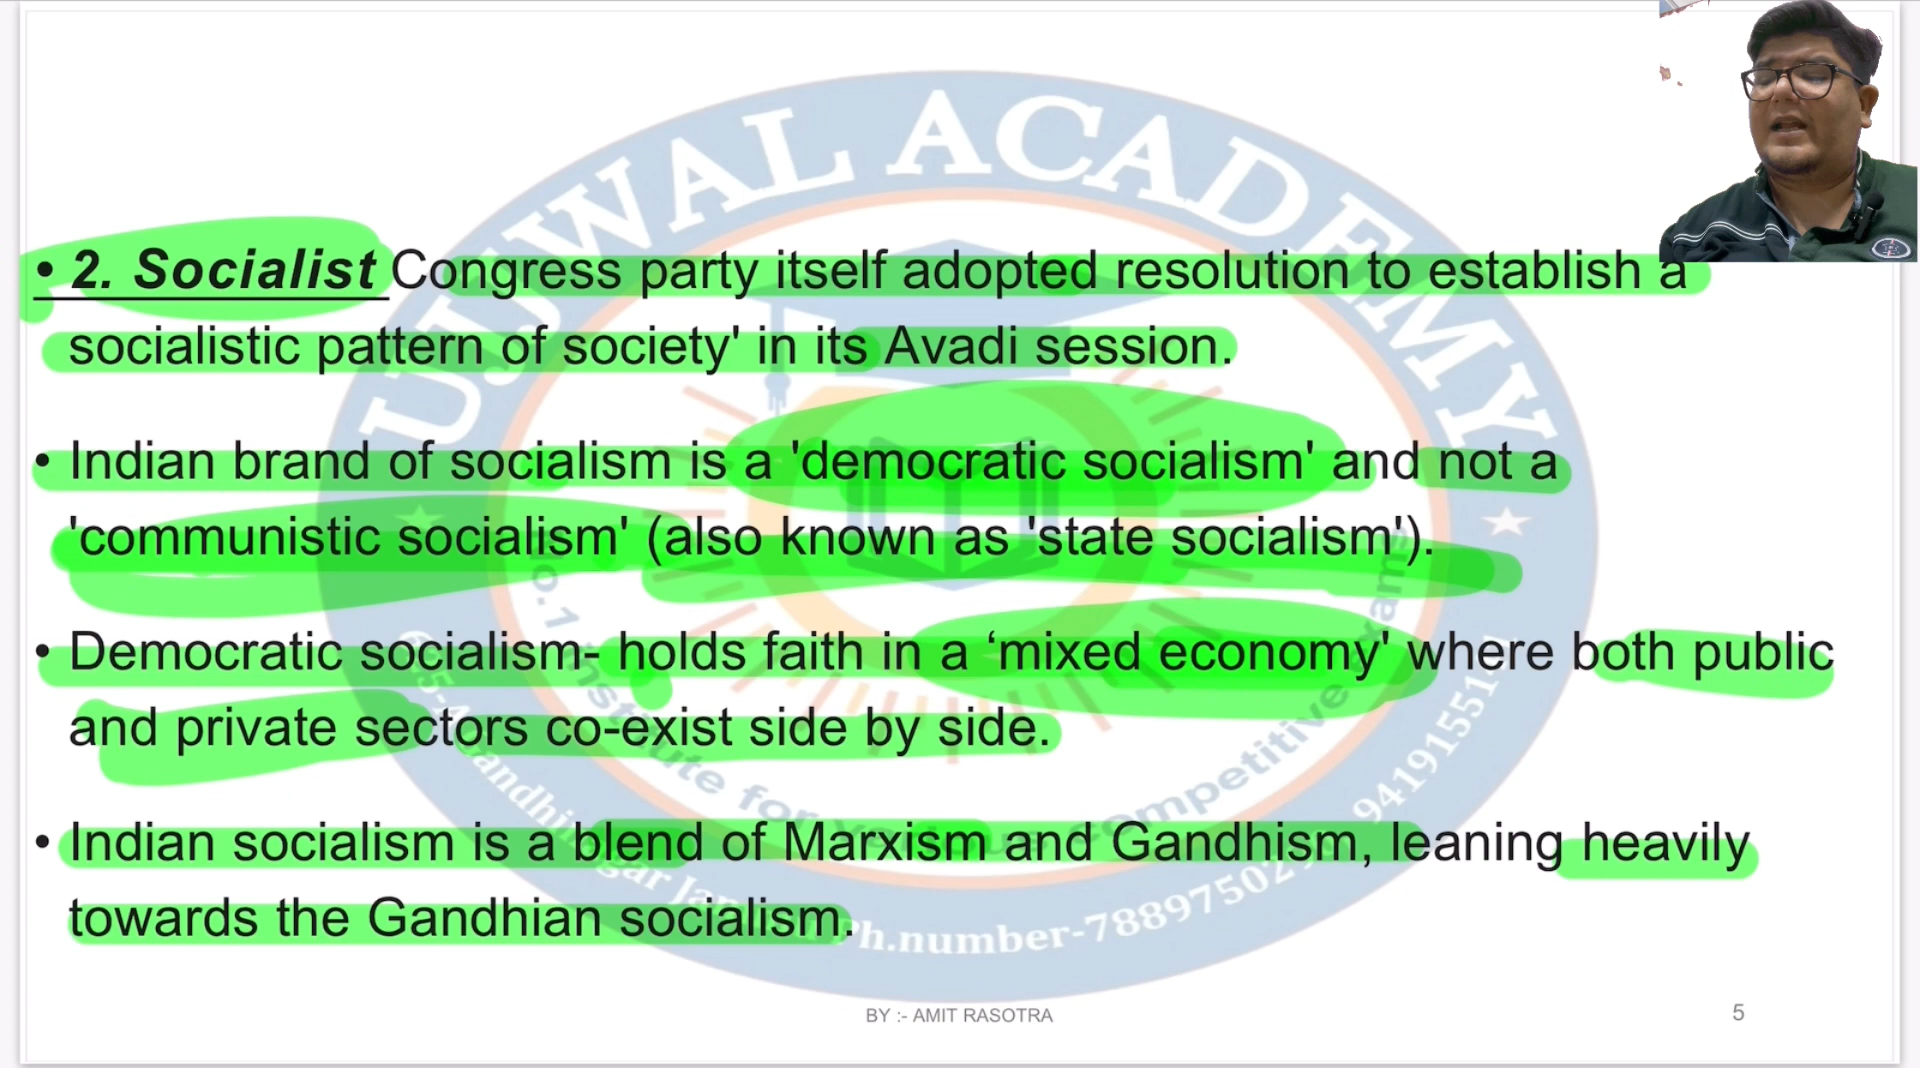 UJJWAL ACADEMY
• 2. Socialist Congress party itself adopted resolution to establish a
socialistic pattern of society' in its Avadi session.
• Indian brand of socialism is a 'democratic socialism' and not a
'communistic socialism' (also known as 'state socialism').
• Democratic socialism- holds faith in a ‘mixed economy' where both public
and private sectors co-exist side by side.
• Indian socialism is a blend of Marxism and Gandhism, leaning heavily
towards the Gandhian socialism.
BY :- AMIT RASOTRA
5